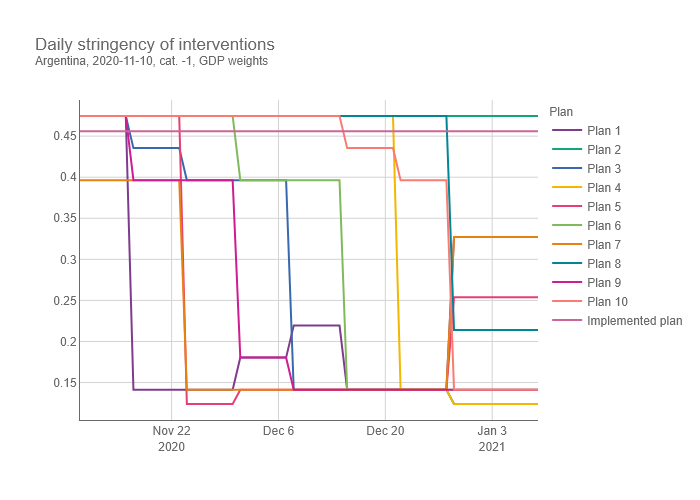 Daily stringency of interventions
Argentina, 2020-11-10, cat. -1, GDP weights
Plan
Plan 1
Plan 2
Plan 3
Plan 4
Plan 5
Plan 6
Plan 7
Plan 8
Plan 9
Plan 10
Implemented plan
0.45
0.4
0.35
0.3
0.25
0.2
0.15
Nov 22
2020
Dec 6
Dec 20
Jan 3
2021